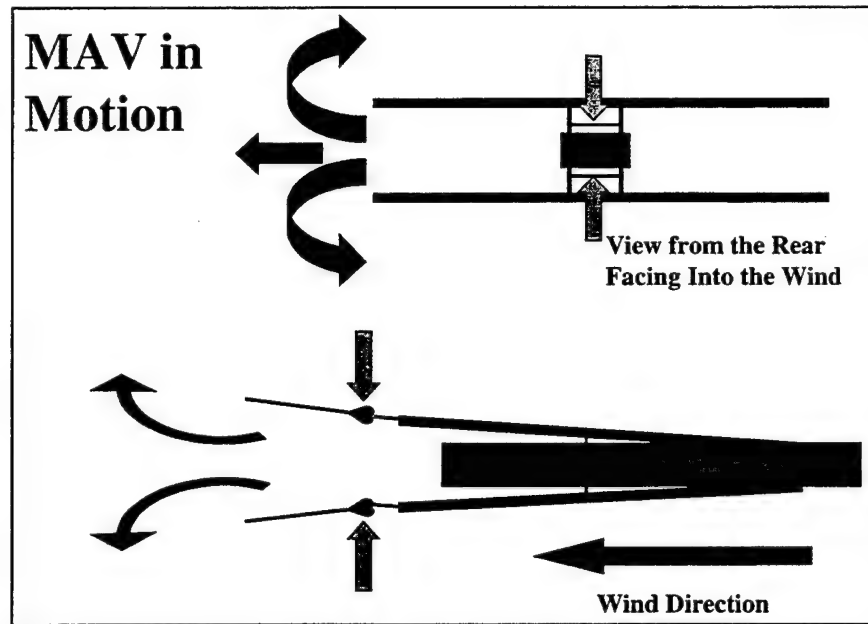 MAV in
Motion
View from the Rear
Facing Into the Wind
Wind Direction